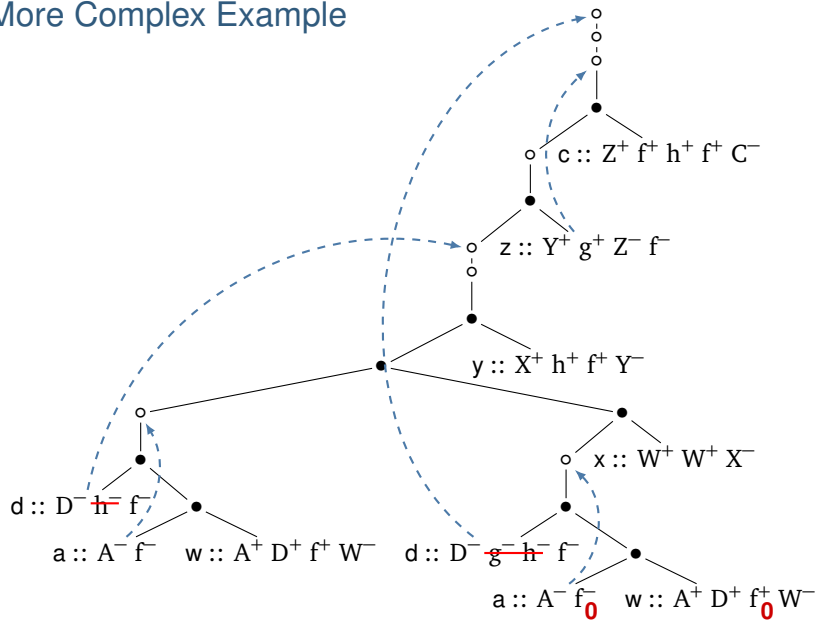 More Complex Example
c :: Z⁺ f⁺ h⁺ f⁺ C⁻
z :: Y⁺ g⁺ Z⁻ f⁻
y :: X⁺ h⁺ f⁺ Y⁻
x :: W⁺ W⁺ X⁻
d :: D⁻ h⁻ f⁻
a :: A⁻ f⁻ w :: A⁺ D⁺ f⁺ W⁻ d :: D⁻ g⁻ h⁻ f⁻
a :: A⁻ f⁻₀ w :: A⁺ D⁺ f⁺₀ W⁻